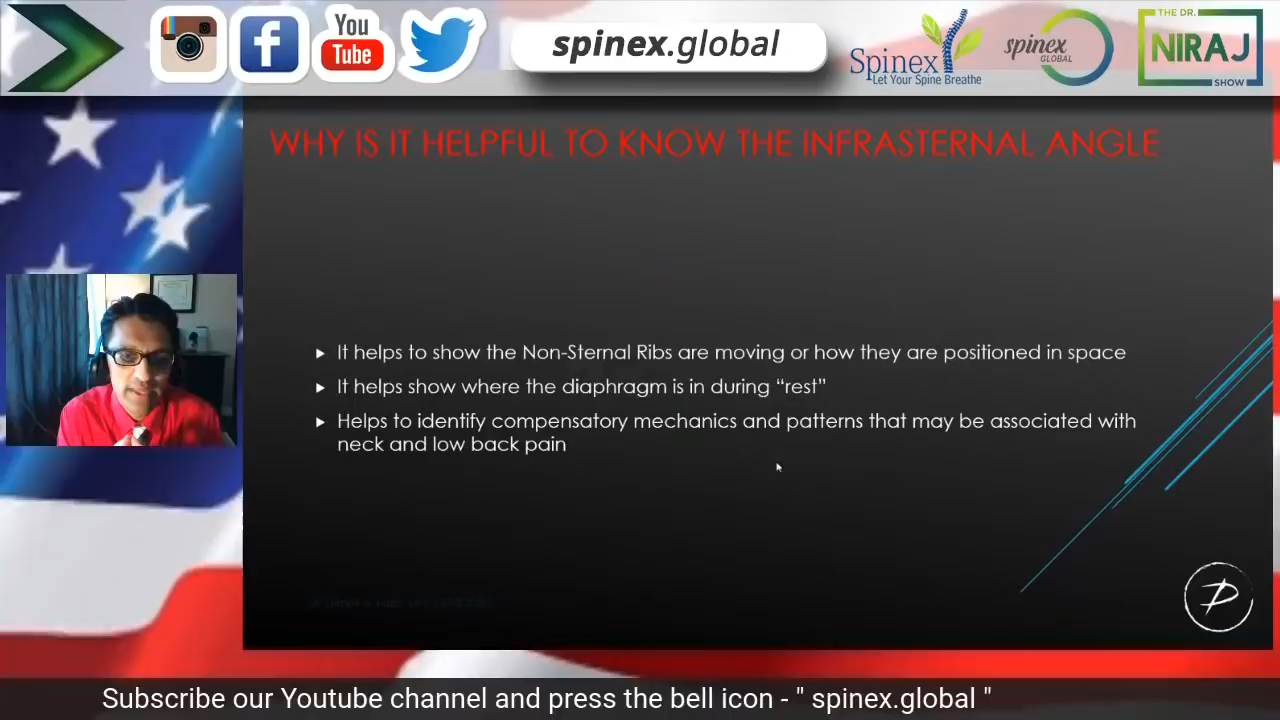 You
Tube
spinex.global
Spinex
Let Your Spine Breathe
spinex
GLOBAL
THE DR.
NIRAJ
SHOW
WHY IS IT HELPFUL TO KNOW THE INFRASTERNAL ANGLE
It helps to show the Non-Sternal Ribs are moving or how they are positioned in space
It helps show where the diaphragm is in during “rest”
Helps to identify compensatory mechanics and patterns that may be associated with
neck and low back pain
Subscribe our Youtube channel and press the bell icon - " spinex.global "